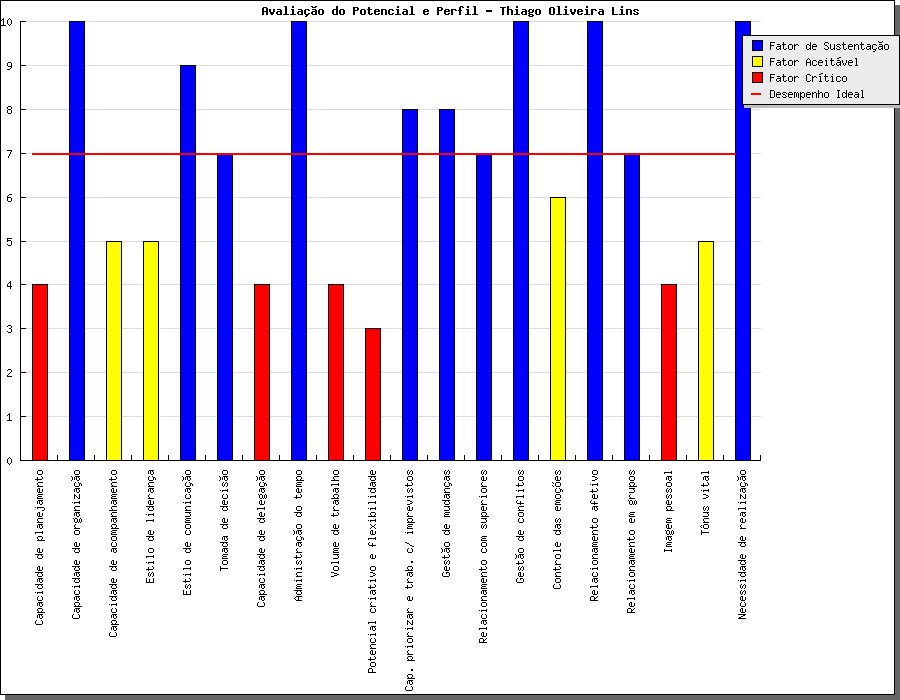 Avaliação do Potencial e Perfil - Thiago Oliveira Lins
Fator de Sustentação
Fator Aceitável
Fator Crítico
Desempenho Ideal
10
9
8
7
6
5
4
3
2
1
0
Capacidade de planejamento
Capacidade de organização
Capacidade de acompanhamento
Estilo de liderança
Estilo de comunicação
Tomada de decisão
Capacidade de delegação
Administração do tempo
Volume de trabalho
Potencial criativo e flexibilidade
Cap. priorizar e trab. c/ imprevistos
Gestão de mudanças
Relacionamento com superiores
Gestão de conflitos
Controle das emoções
Relacionamento afetivo
Relacionamento em grupos
Imagem pessoal
Tônus vital
Necessidade de realização